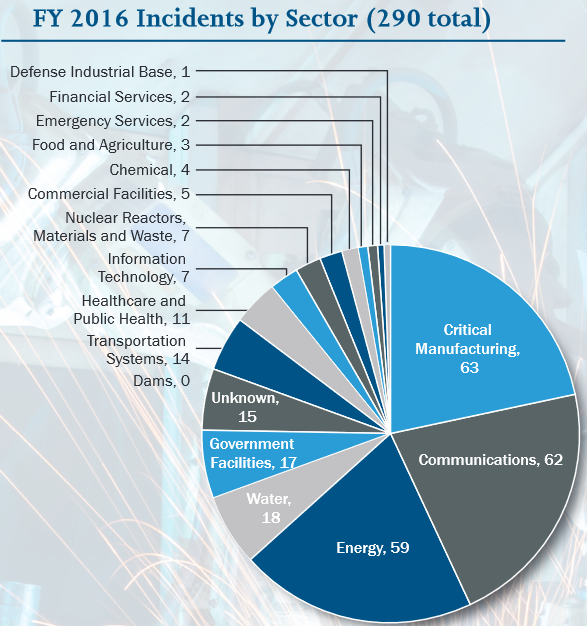 FY 2016 Incidents by Sector (290 total)
Defense Industrial Base, 1
Financial Services, 2
Emergency Services, 2
Food and Agriculture, 3
Chemical, 4
Commercial Facilities, 5
Nuclear Reactors,
Materials and Waste, 7
Information
Technology, 7
Healthcare and
Public Health, 11
Transportation
Systems, 14
Dams, 0
Unknown,
15
Government
Facilities, 17
Water,
18
Energy, 59
Communications, 62
Critical
Manufacturing,
63